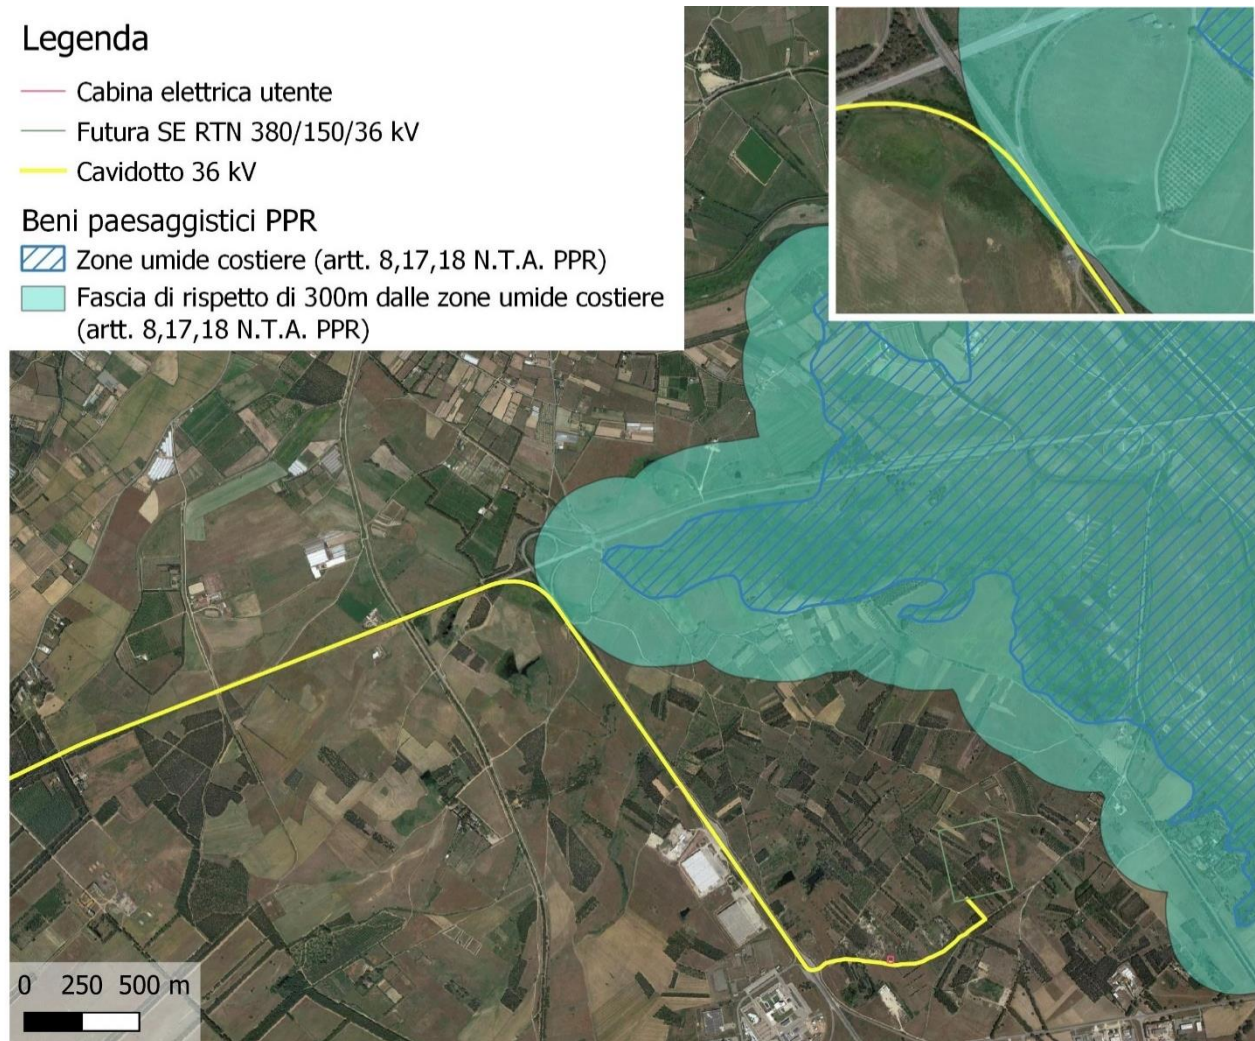 Legenda
Cabina elettrica utente
Futura SE RTN 380/150/36 kV
Cavidotto 36 kV
Beni paesaggistici PPR
Zone umide costiere (artt. 8,17,18 N.T.A. PPR)
Fascia di rispetto di 300m dalle zone umide costiere
(artt. 8,17,18 N.T.A. PPR)
0 250 500 m